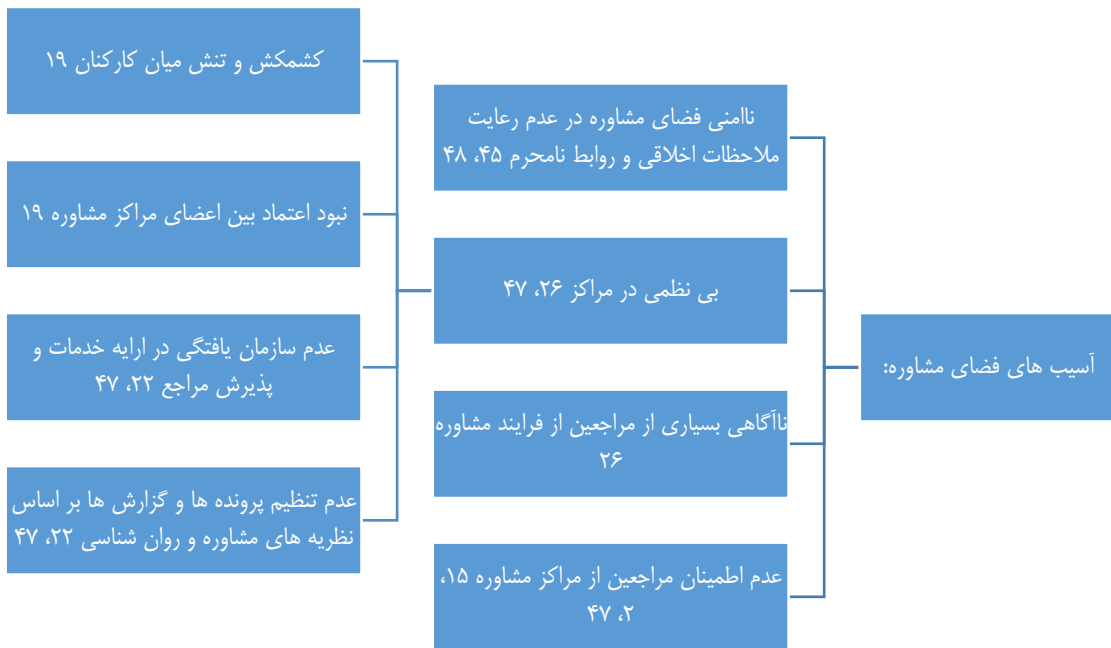 آسیب های فضای مشاوره:
ناامنی فضای مشاوره در عدم رعایت
ملاحظات اخلاقی و روابط نامحرم ۴۵، ۴۸
بی نظمی در مراکز ۲۶، ۴۷
ناآگاهی بسیاری از مراجعین از فرایند مشاوره
۲۶
عدم اطمینان مراجعین از مراکز مشاوره ۱۵،
۲، ۴۷
کشمکش و تنش میان کارکنان ۱۹
نبود اعتماد بین اعضای مراکز مشاوره ۱۹
عدم سازمان یافتگی در ارایه خدمات و
پذیرش مراجع ۲۲، ۴۷
عدم تنظیم پرونده ها و گزارش ها بر اساس
نظریه های مشاوره و روان شناسی ۲۲، ۴۷